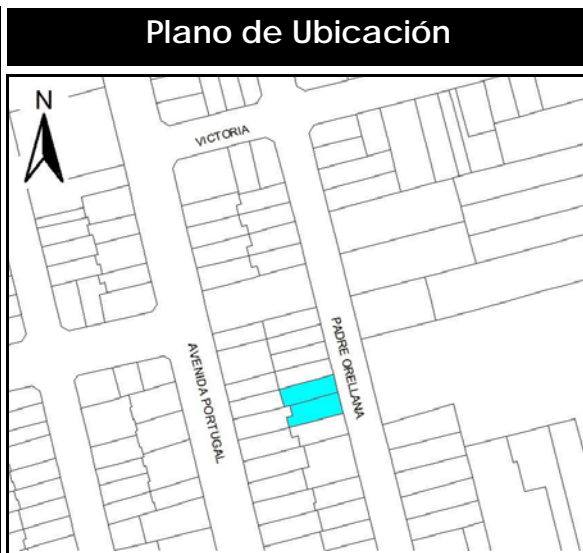 Plano de Ubicación
N
VICTORIA
PADRE ORELLANA
AVENIDA PORTUGAL